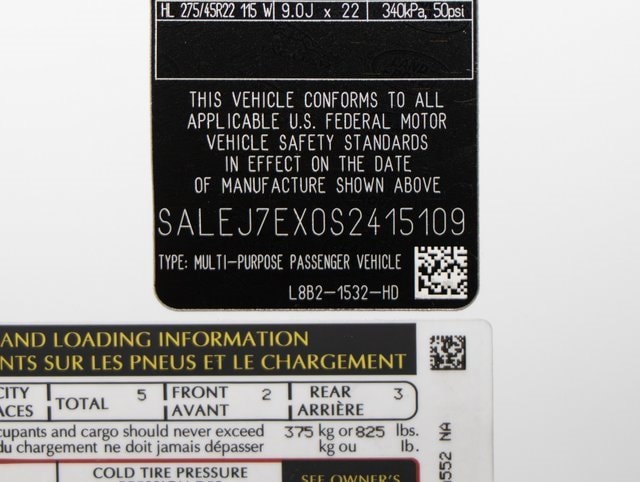 HL 275/45R22 115 W 9.0J x 22 340kPa, 50psi
THIS VEHICLE CONFORMS TO ALL
APPLICABLE U.S. FEDERAL MOTOR
VEHICLE SAFETY STANDARDS
IN EFFECT ON THE DATE
OF MANUFACTURE SHOWN ABOVE
SALEJ7EX0S2415109
TYPE: MULTI-PURPOSE PASSENGER VEHICLE
L8B2-1532-HD
AND LOADING INFORMATION
NTS SUR LES PNEUS ET LE CHARGEMENT
CITY TOTAL 5 FRONT 2 REAR 3
ACES AVANT ARRIÈRE
cupants and cargo should never exceed 375 kg or 825 lbs.
du chargement ne doit jamais dépasser kg ou lb.
COLD TIRE PRESSURE
SEE OWNER'S
1552 NA